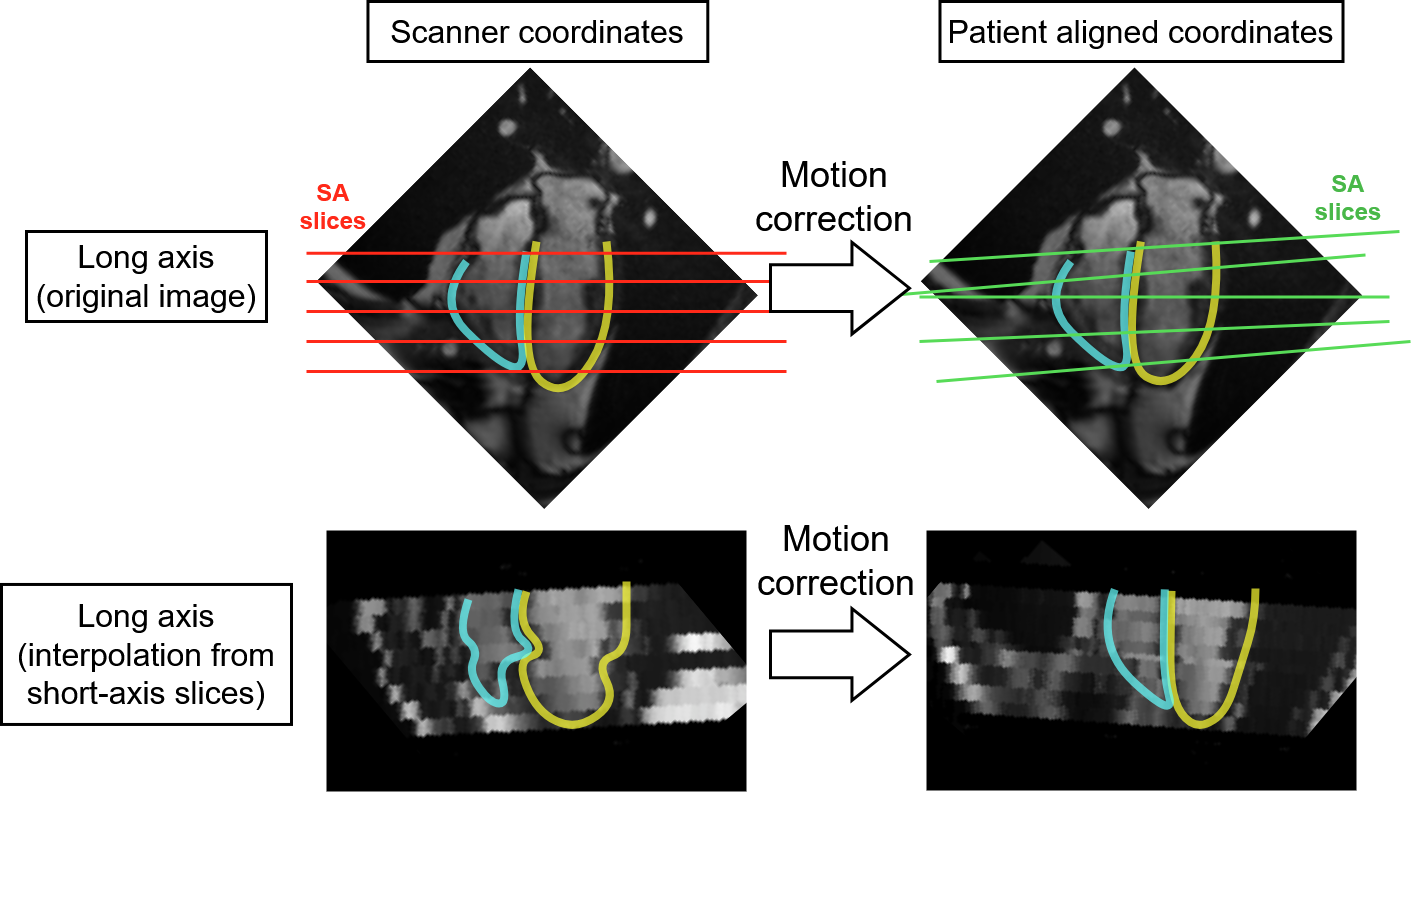 Scanner coordinates
Patient aligned coordinates
SA
slices
Motion
correction
SA
slices
Long axis
(original image)
Motion
correction
Long axis
(interpolation from
short-axis slices)